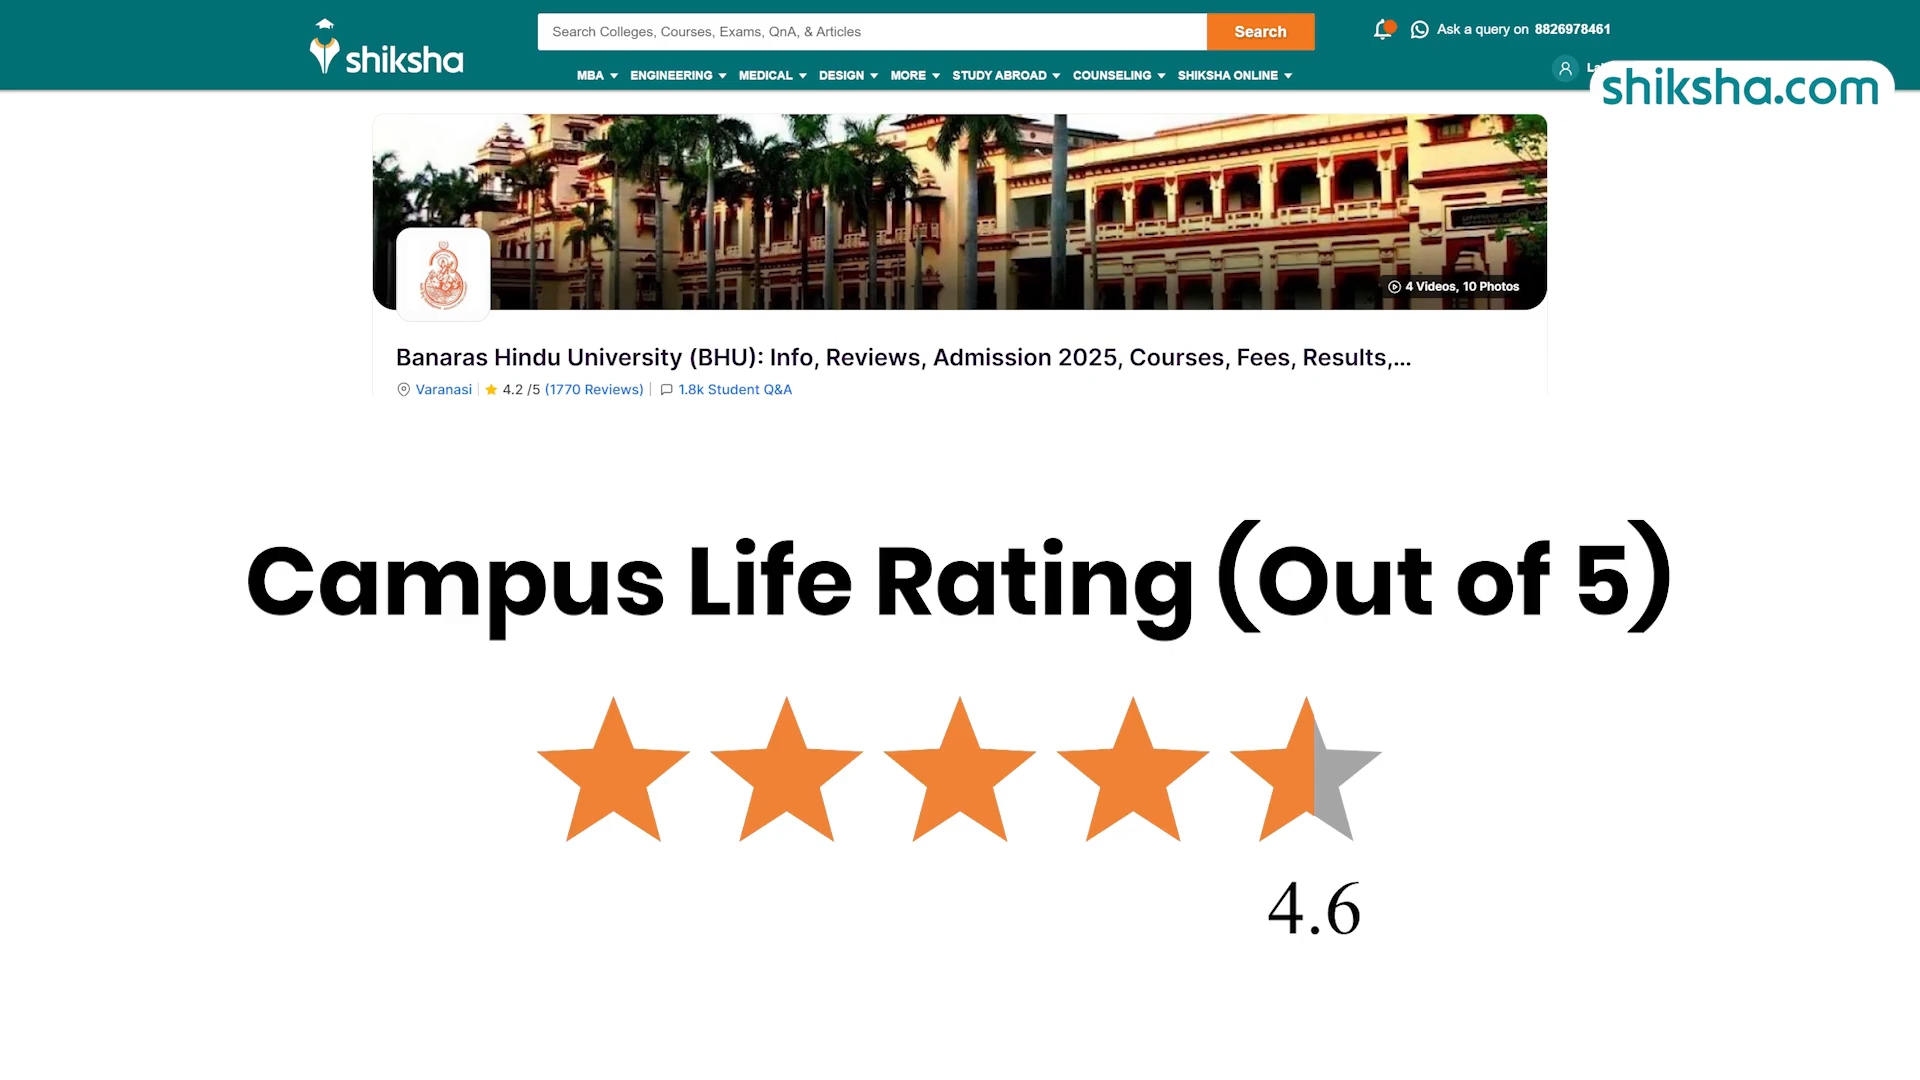 shiksha
Search Colleges, Courses, Exams, QnA, & Articles
Search
Ask a query on 8826978461
MBA ENGINEERING MEDICAL DESIGN MORE STUDY ABROAD COUNSELING SHIKSHA ONLINE
shiksha.com
4 Videos, 10 Photos
Banaras Hindu University (BHU): Info, Reviews, Admission 2025, Courses, Fees, Results,...
Varanasi 4.2 /5 (1770 Reviews) 1.8k Student Q&A
Campus Life Rating (Out of 5)
4.6